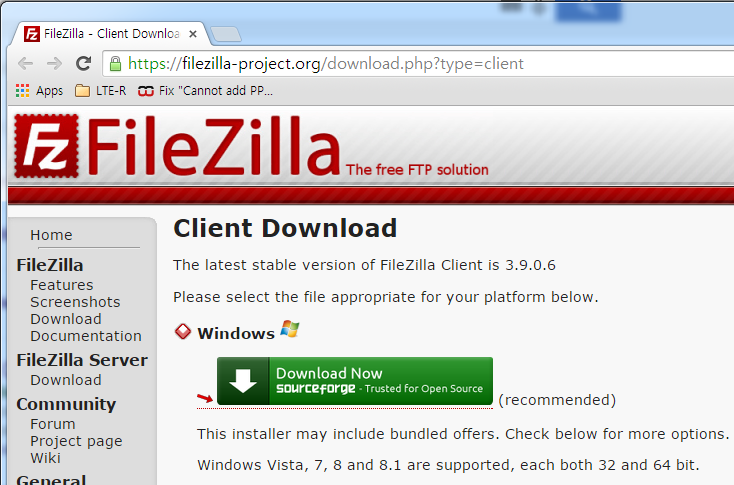 FileZilla - Client Downloa
https://filezilla-project.org/download.php?type=client
Apps LTE-R Fix "Cannot add PP...
Fz FileZilla The free FTP solution
Home
FileZilla
Features
Screenshots
Download
Documentation
FileZilla Server
Download
Community
Forum
Project page
Wiki
General
Client Download
The latest stable version of FileZilla Client is 3.9.0.6
Please select the file appropriate for your platform below.
Windows
Download Now
sourceforge - Trusted for Open Source
(recommended)
This installer may include bundled offers. Check below for more options.
Windows Vista, 7, 8 and 8.1 are supported, each both 32 and 64 bit.